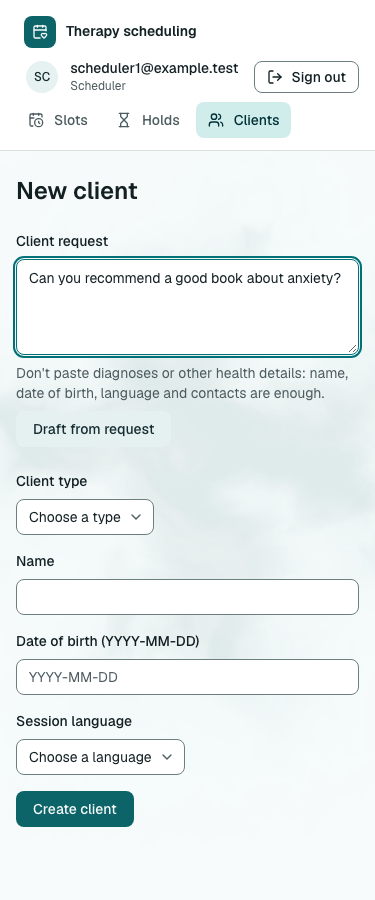 Therapy scheduling
SC
scheduler1@example.test
Scheduler
Sign out
Slots
Holds
Clients
New client
Client request
Can you recommend a good book about anxiety?
Don't paste diagnoses or other health details: name,
date of birth, language and contacts are enough.
Draft from request
Client type
Choose a type
Name
Date of birth (YYYY-MM-DD)
YYYY-MM-DD
Session language
Choose a language
Create client